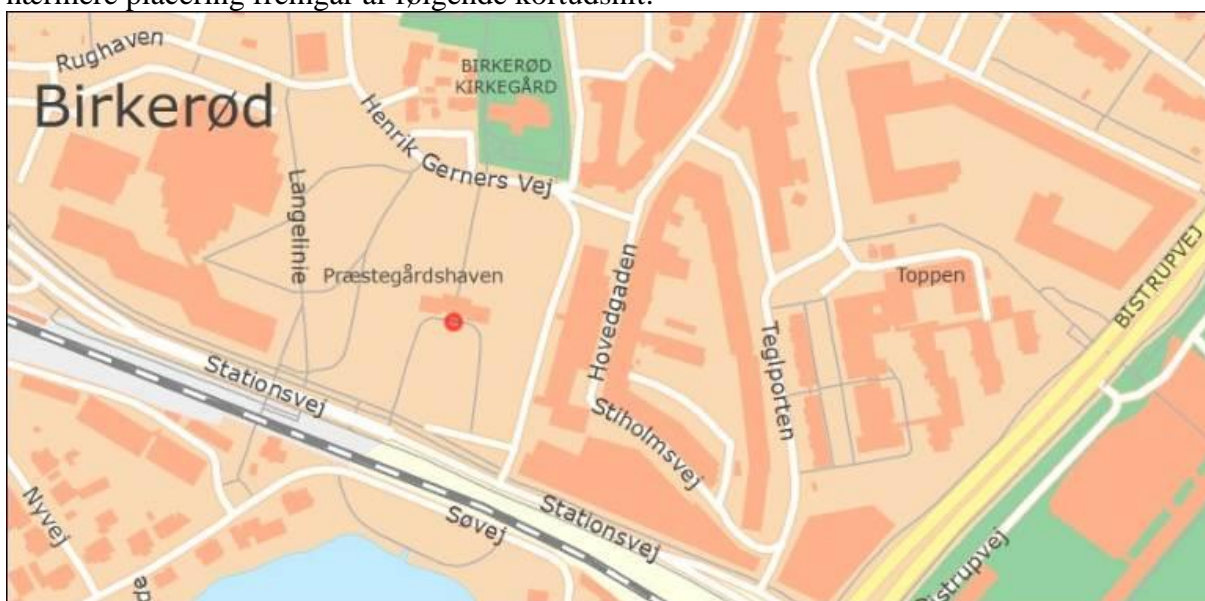 nærmere placering fremgår af følgende kortudsnit:
Rughaven
Birkerød
BIRKERØD
KIRKEGÅRD
Henrik Gerners Vej
Langelinie
Præstegårdshaven
Hovedgaden
Toppen
BISTRUPVEJ
Teglporten
Stationsvej
Stiholmsvej
Nyvej
Søvej
Stationsvej
Bistrupvej
de